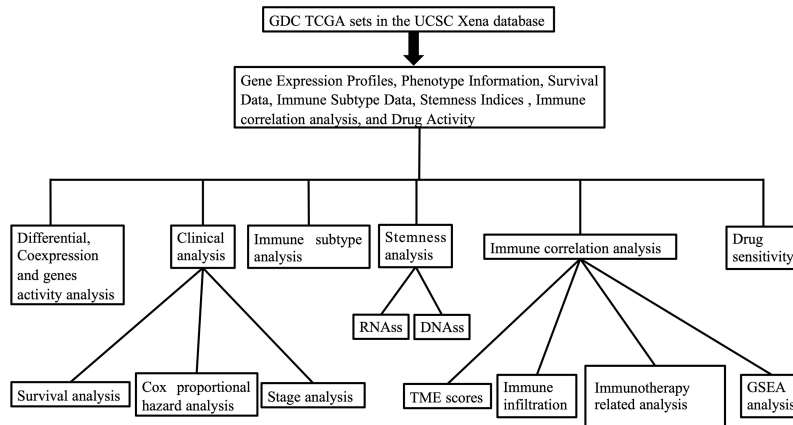 GDC TCGA sets in the UCSC Xena database
Gene Expression Profiles, Phenotype Information, Survival
Data, Immune Subtype Data, Stemness Indices , Immune
correlation analysis, and Drug Activity
Differential,
Coexpression
and genes
activity analysis
Clinical
analysis
Immune subtype
analysis
Stemness
analysis
Immune correlation analysis
Drug
sensitivity
RNAss
DNAss
Survival analysis
Cox proportional
hazard analysis
Stage analysis
TME scores
Immune
infiltration
Immunotherapy
related analysis
GSEA
analysis